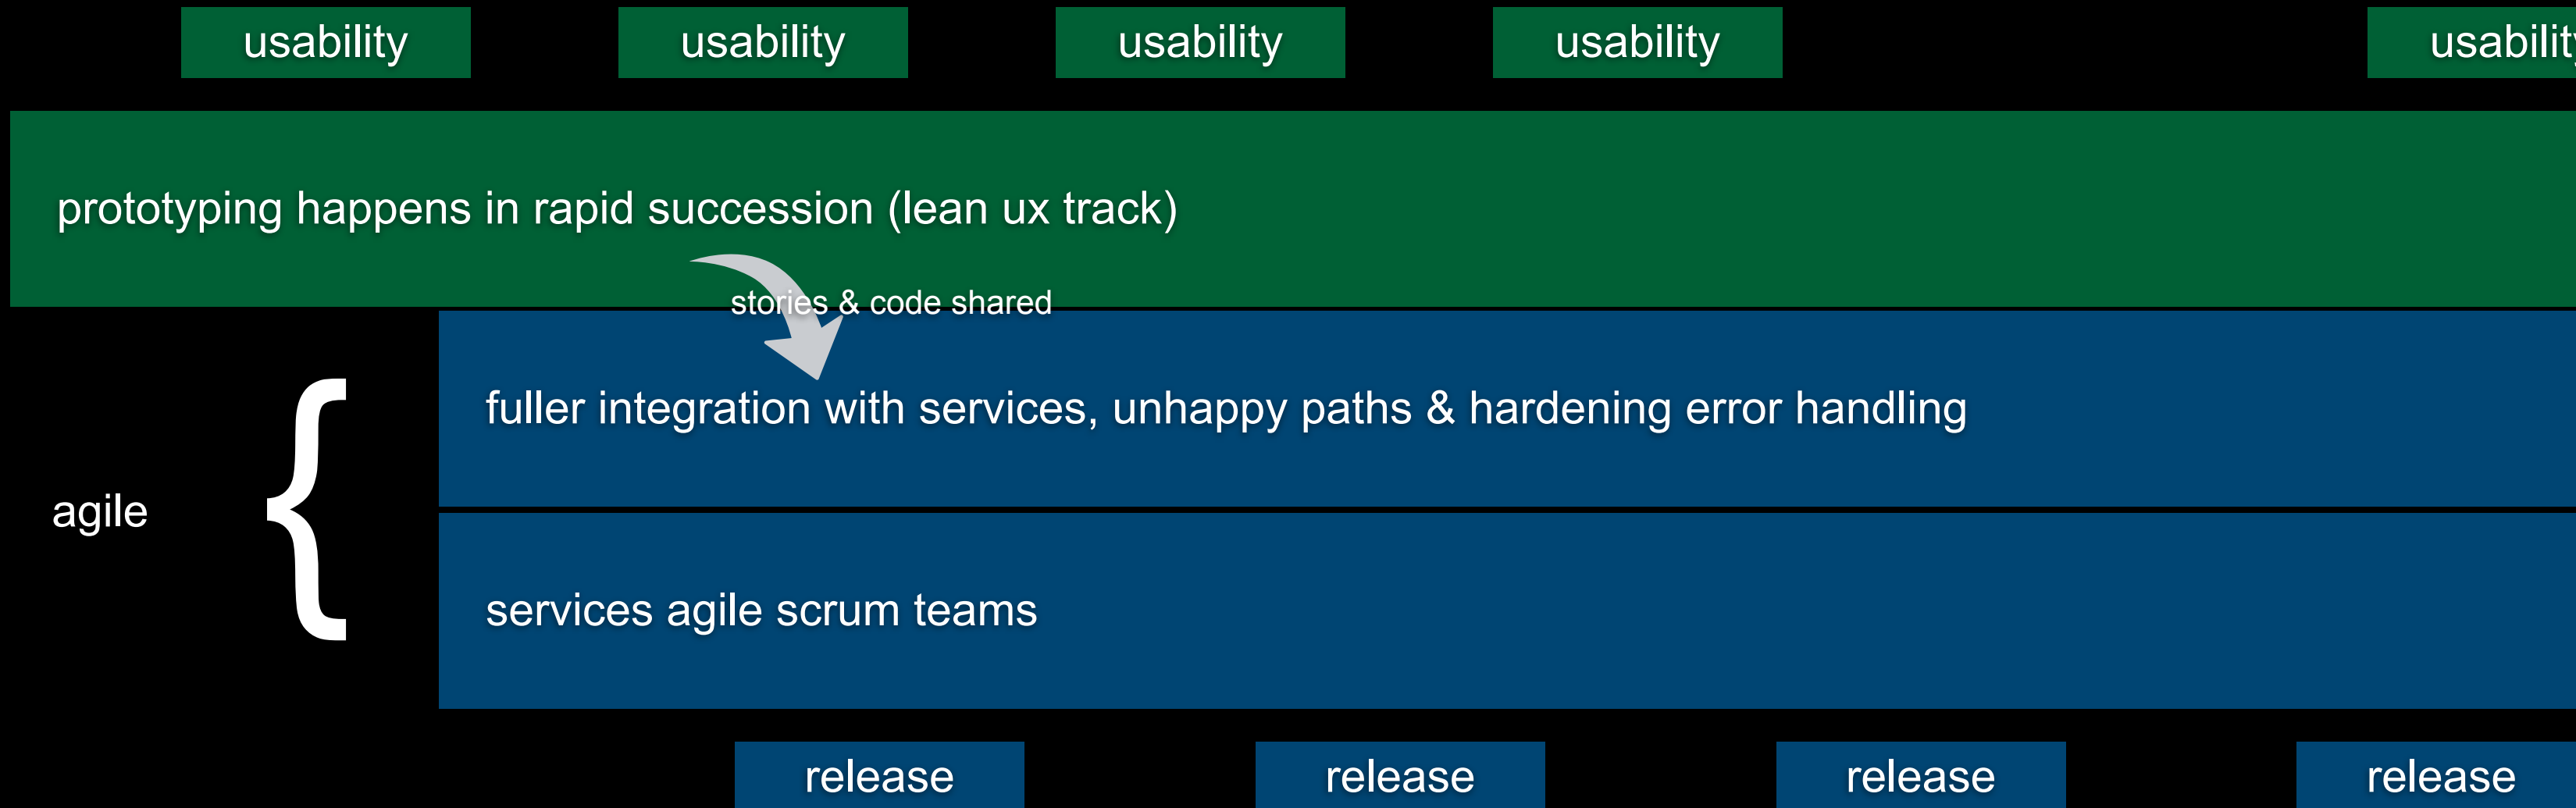 usability
usability
usability
usability
usability
prototyping happens in rapid succession (lean ux track)
stories & code shared
fuller integration with services, unhappy paths & hardening error handling
agile
{
services agile scrum teams
release
release
release
release